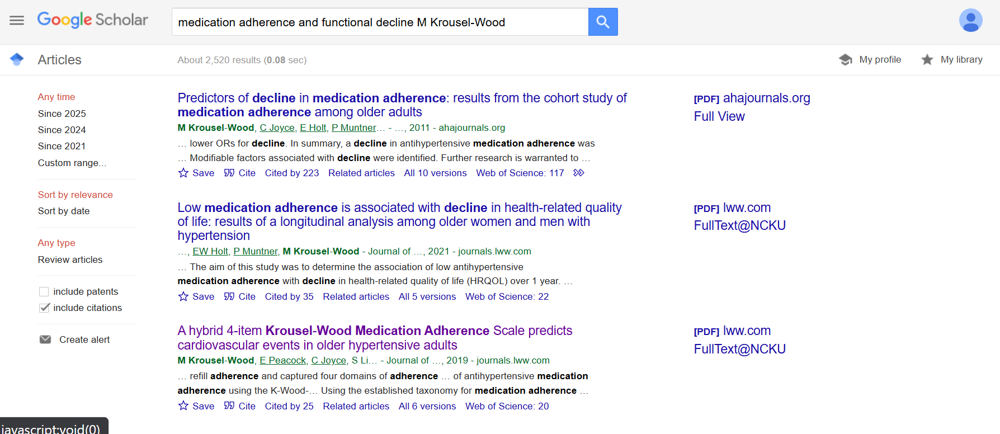 Google Scholar
medication adherence and functional decline M Krousel-Wood
Articles
About 2,520 results (0.08 sec)
My profile
My library
Any time
Since 2025
Since 2024
Since 2021
Custom range...
Sort by relevance
Sort by date
Any type
Review articles
include patents
include citations
Create alert
Predictors of decline in medication adherence: results from the cohort study of
medication adherence among older adults
M Krousel-Wood, C Joyce, E Holt, P Muntner… - …, 2011 - ahajournals.org
… lower ORs for decline. In summary, a decline in antihypertensive medication adherence was
… Modifiable factors associated with decline were identified. Further research is warranted to …
Save Cite Cited by 223 Related articles All 10 versions Web of Science: 117
[PDF] ahajournals.org
Full View
Low medication adherence is associated with decline in health-related quality
of life: results of a longitudinal analysis among older women and men with
hypertension
…, EW Holt, P Muntner, M Krousel-Wood - Journal of …, 2021 - journals.lww.com
… The aim of this study was to determine the association of low antihypertensive
medication adherence with decline in health-related quality of life (HRQOL) over 1 year. …
Save Cite Cited by 35 Related articles All 5 versions Web of Science: 22
[PDF] lww.com
FullText@NCKU
A hybrid 4-item Krousel-Wood Medication Adherence Scale predicts
cardiovascular events in older hypertensive adults
M Krousel-Wood, E Peacock, C Joyce, S Li… - Journal of …, 2019 - journals.lww.com
… refill adherence and captured four domains of adherence … of antihypertensive medication
adherence using the K-Wood-… Using the established taxonomy for medication adherence …
Save Cite Cited by 25 Related articles All 6 versions Web of Science: 20
[PDF] lww.com
FullText@NCKU
javascript:void(0)